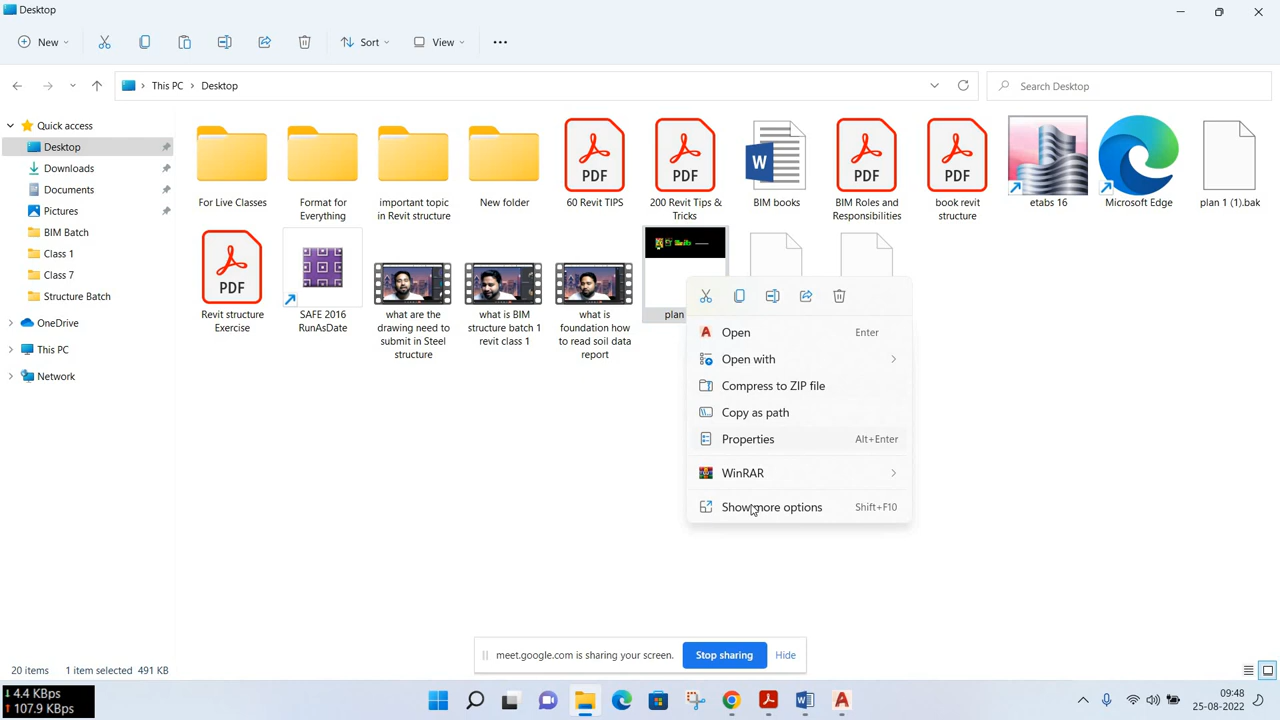 Desktop
New
Sort
View
This PC
Desktop
Search Desktop
Quick access
Desktop
Downloads
Documents
Pictures
BIM Batch
Class 1
Class 7
Structure Batch
OneDrive
This PC
Network
For Live Classes
Format for
Everything
important topic
in Revit structure
New folder
PDF
60 Revit TIPS
PDF
200 Revit Tips &
Tricks
W
BIM books
PDF
BIM Roles and
Responsibilities
PDF
book revit
structure
etabs 16
Microsoft Edge
plan 1 (1).bak
PDF
Revit structure
Exercise
SAFE 2016
RunAsDate
what are the
drawing need to
submit in Steel
structure
what is BIM
structure batch 1
revit class 1
what is
foundation how
to read soil data
report
plan
Open Enter
Open with
Compress to ZIP file
Copy as path
Properties Alt+Enter
WinRAR
Show more options Shift+F10
meet.google.com is sharing your screen.
Stop sharing
Hide
20 items
1 item selected 491 KB
4.4 KBps
107.9 KBps
09:48
25-08-2022